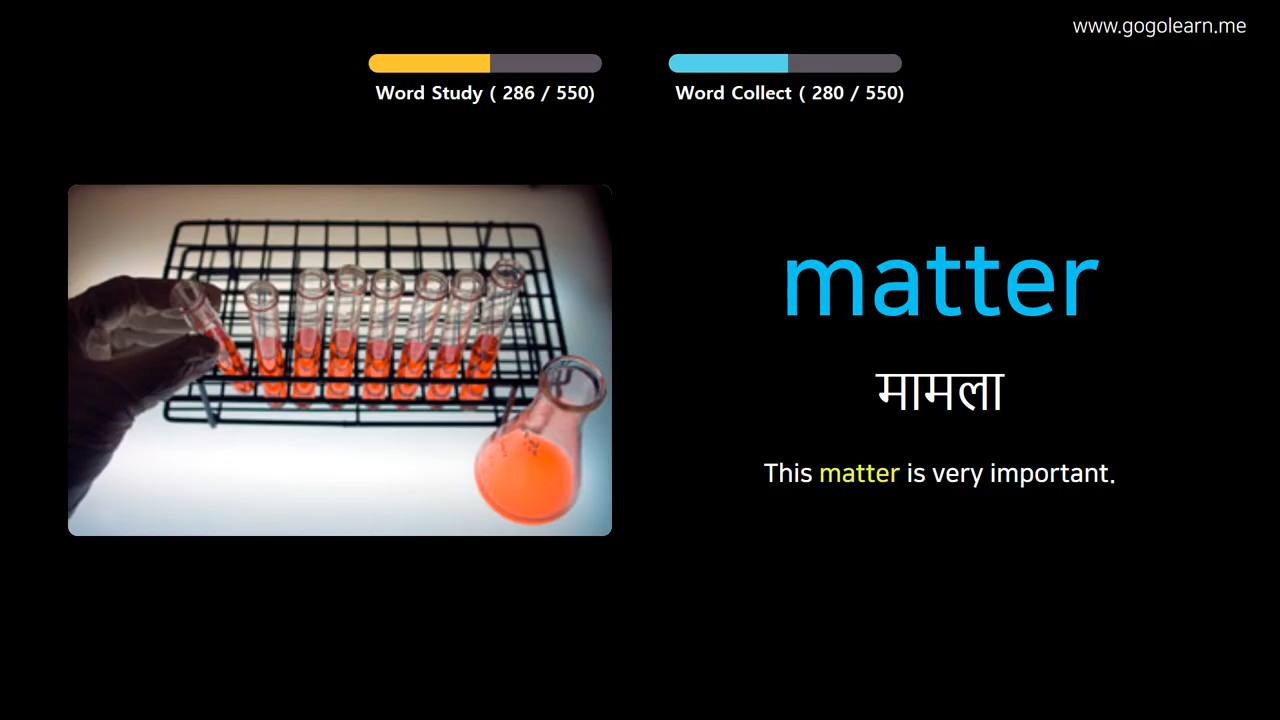 www.gogolearn.me
Word Study ( 286 / 550)
Word Collect ( 280 / 550)
matter
मामला
This matter is very important.